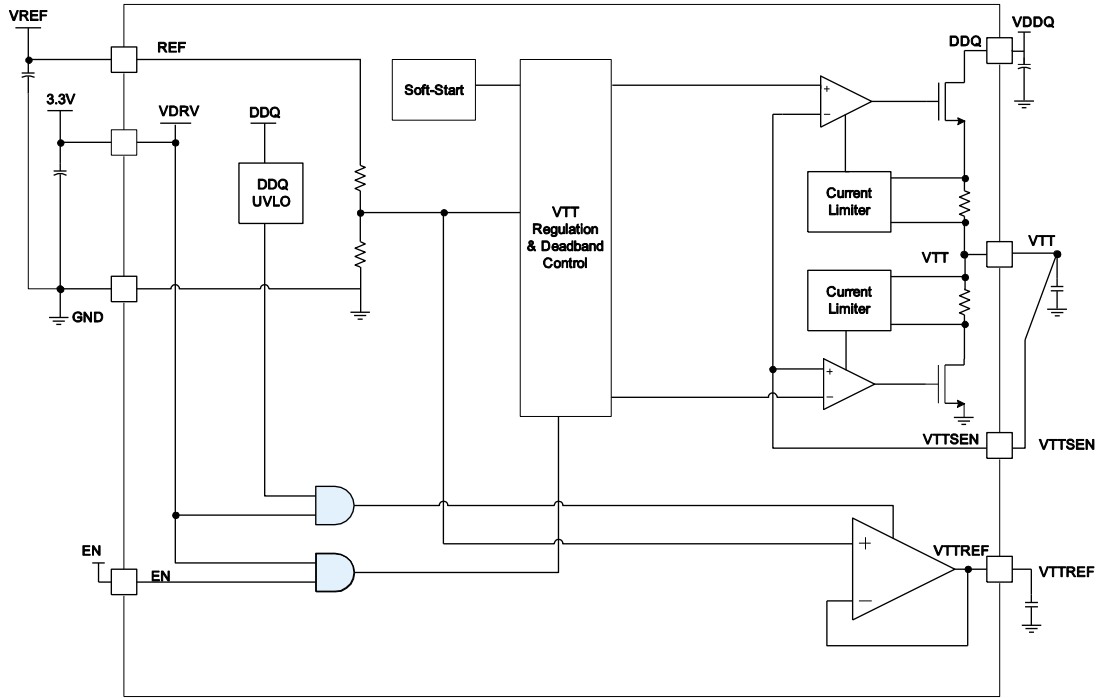 VREF
REF
3.3V
VDRV
DDQ
DDQ
UVLO
GND
Soft-Start
VTT
Regulation
& Deadband
Control
+
−
Current
Limiter
DDQ
VDDQ
VTT
VTT
Current
Limiter
+
−
VTTSEN
VTTSEN
EN
EN
+
−
VTTREF
VTTREF